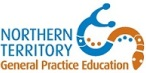 NORTHERN
TERRITORY
General Practice Education